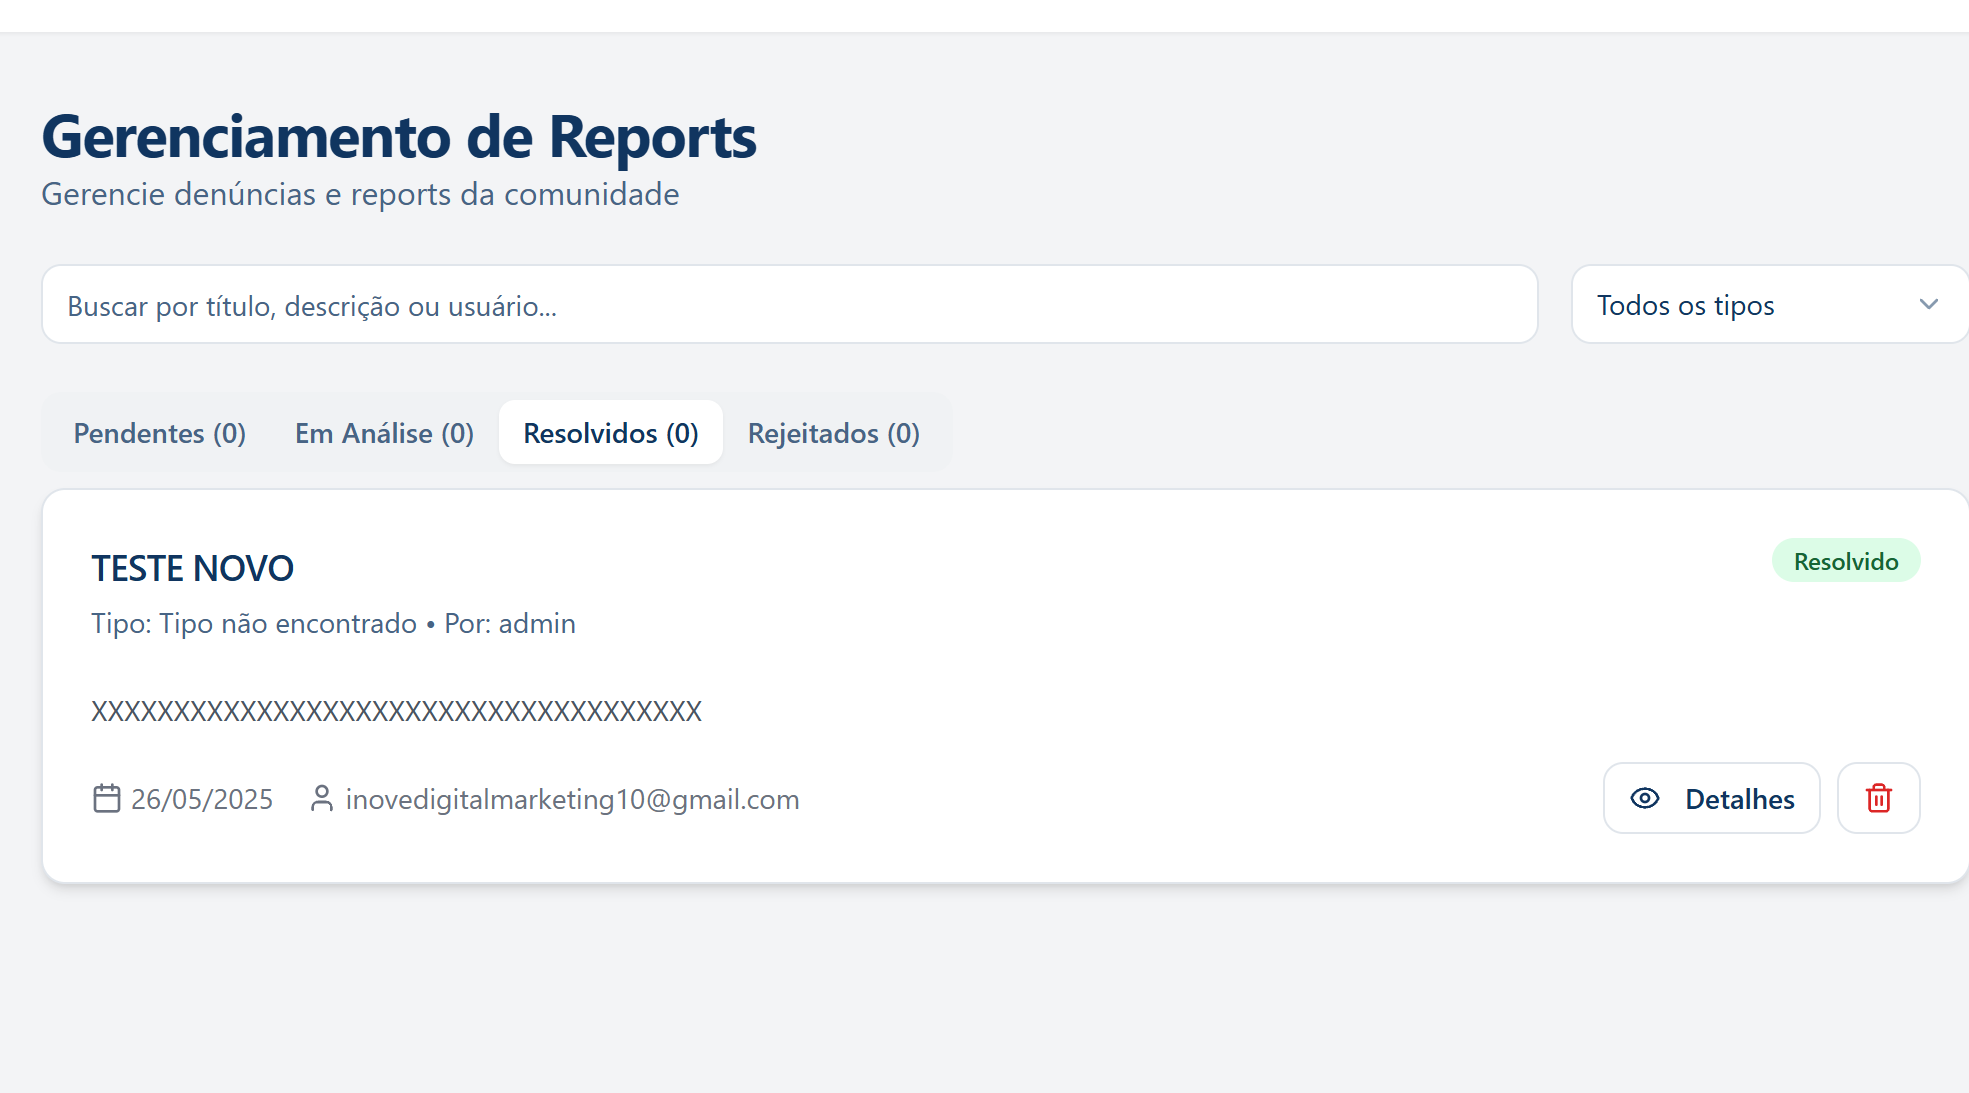 Gerenciamento de Reports
Gerencie denúncias e reports da comunidade
Buscar por título, descrição ou usuário...
Todos os tipos
Pendentes (0)
Em Análise (0)
Resolvidos (0)
Rejeitados (0)
TESTE NOVO
Resolvido
Tipo: Tipo não encontrado • Por: admin
XXXXXXXXXXXXXXXXXXXXXXXXXXXXXXXXXXXXX
26/05/2025
inovedigitalmarketing10@gmail.com
Detalhes